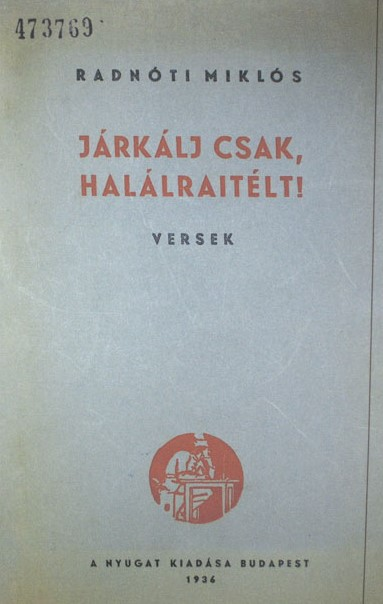 473769
RADNÓTI MIKLÓS
JÁRKÁLJ CSAK,
HALÁLRAITÉLT!
VERSEK
A NYUGAT KIADÁSA BUDAPEST
1936